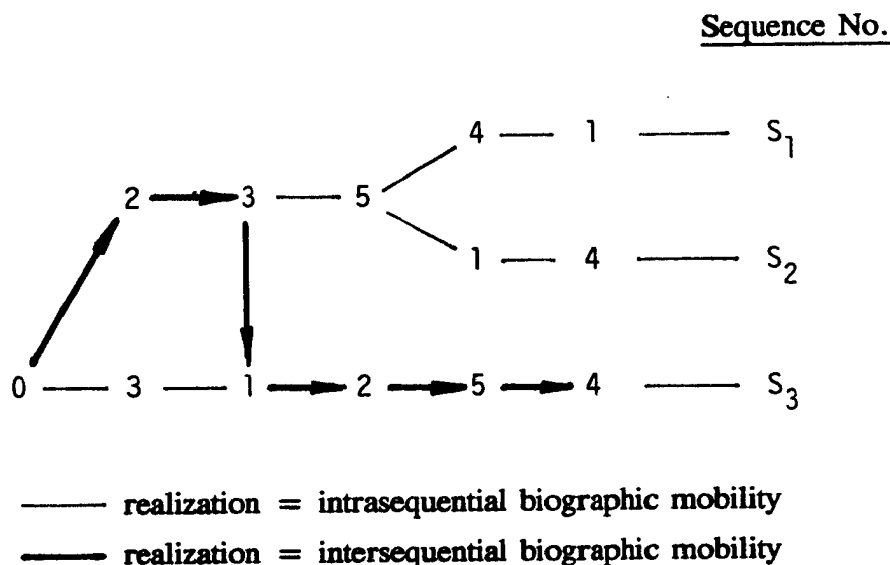 Sequence No.
4 1 S1
2 3 5
1 4 S2
0 3 1 2 5 4 S3
realization = intrasequential biographic mobility
realization = intersequential biographic mobility